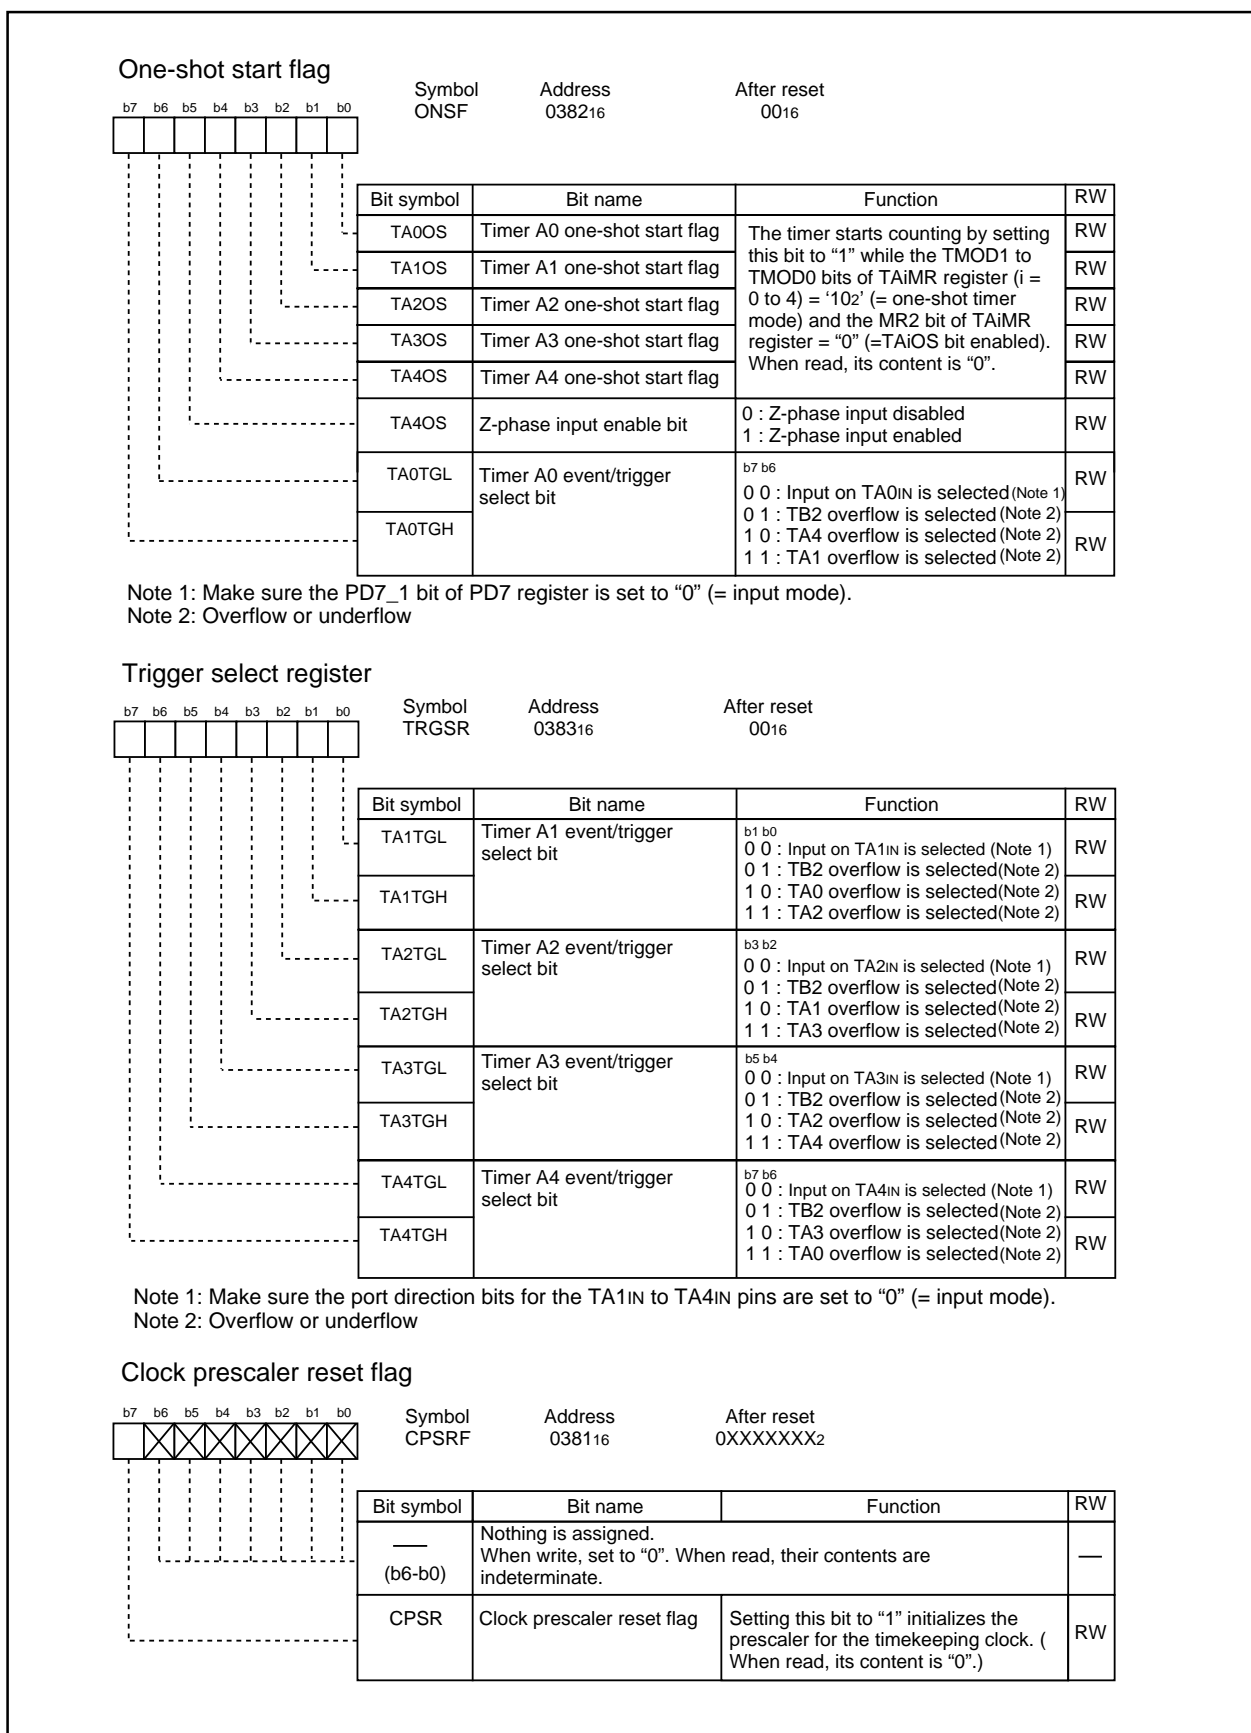 One-shot start flag
Symbol Address After reset
ONSF 038216 0016
b7 b6 b5 b4 b3 b2 b1 b0
Bit symbol Bit name Function RW
TA0OS Timer A0 one-shot start flag RW
TA1OS Timer A1 one-shot start flag RW
TA2OS Timer A2 one-shot start flag RW
TA3OS Timer A3 one-shot start flag RW
TA4OS Timer A4 one-shot start flag RW
The timer starts counting by setting
this bit to “1” while the TMOD1 to
TMOD0 bits of TAiMR register (i =
0 to 4) = ‘102’ (= one-shot timer
mode) and the MR2 bit of TAiMR
register = “0” (=TAiOS bit enabled).
When read, its content is “0”.
TA4OS Z-phase input enable bit RW
0 : Z-phase input disabled
1 : Z-phase input enabled
TA0TGL Timer A0 event/trigger RW
select bit
TA0TGH RW
b7 b6
0 0 : Input on TA0IN is selected (Note 1)
0 1 : TB2 overflow is selected (Note 2)
1 0 : TA4 overflow is selected (Note 2)
1 1 : TA1 overflow is selected (Note 2)
Note 1: Make sure the PD7_1 bit of PD7 register is set to “0” (= input mode).
Note 2: Overflow or underflow
Trigger select register
Symbol Address After reset
TRGSR 038316 0016
b7 b6 b5 b4 b3 b2 b1 b0
Bit symbol Bit name Function RW
TA1TGL Timer A1 event/trigger RW
select bit
TA1TGH RW
b1 b0
0 0 : Input on TA1IN is selected (Note 1)
0 1 : TB2 overflow is selected (Note 2)
1 0 : TA0 overflow is selected (Note 2)
1 1 : TA2 overflow is selected (Note 2)
TA2TGL Timer A2 event/trigger RW
select bit
TA2TGH RW
b3 b2
0 0 : Input on TA2IN is selected (Note 1)
0 1 : TB2 overflow is selected (Note 2)
1 0 : TA1 overflow is selected (Note 2)
1 1 : TA3 overflow is selected (Note 2)
TA3TGL Timer A3 event/trigger RW
select bit
TA3TGH RW
b5 b4
0 0 : Input on TA3IN is selected (Note 1)
0 1 : TB2 overflow is selected (Note 2)
1 0 : TA2 overflow is selected (Note 2)
1 1 : TA4 overflow is selected (Note 2)
TA4TGL Timer A4 event/trigger RW
select bit
TA4TGH RW
b7 b6
0 0 : Input on TA4IN is selected (Note 1)
0 1 : TB2 overflow is selected (Note 2)
1 0 : TA3 overflow is selected (Note 2)
1 1 : TA0 overflow is selected (Note 2)
Note 1: Make sure the port direction bits for the TA1IN to TA4IN pins are set to “0” (= input mode).
Note 2: Overflow or underflow
Clock prescaler reset flag
Symbol Address After reset
CPSRF 038116 0XXXXXXX2
b7 b6 b5 b4 b3 b2 b1 b0
Bit symbol Bit name Function RW
— (b6-b0) —
Nothing is assigned.
When write, set to “0”. When read, their contents are
indeterminate.
CPSR Clock prescaler reset flag RW
Setting this bit to “1” initializes the
prescaler for the timekeeping clock. (
When read, its content is “0”.)